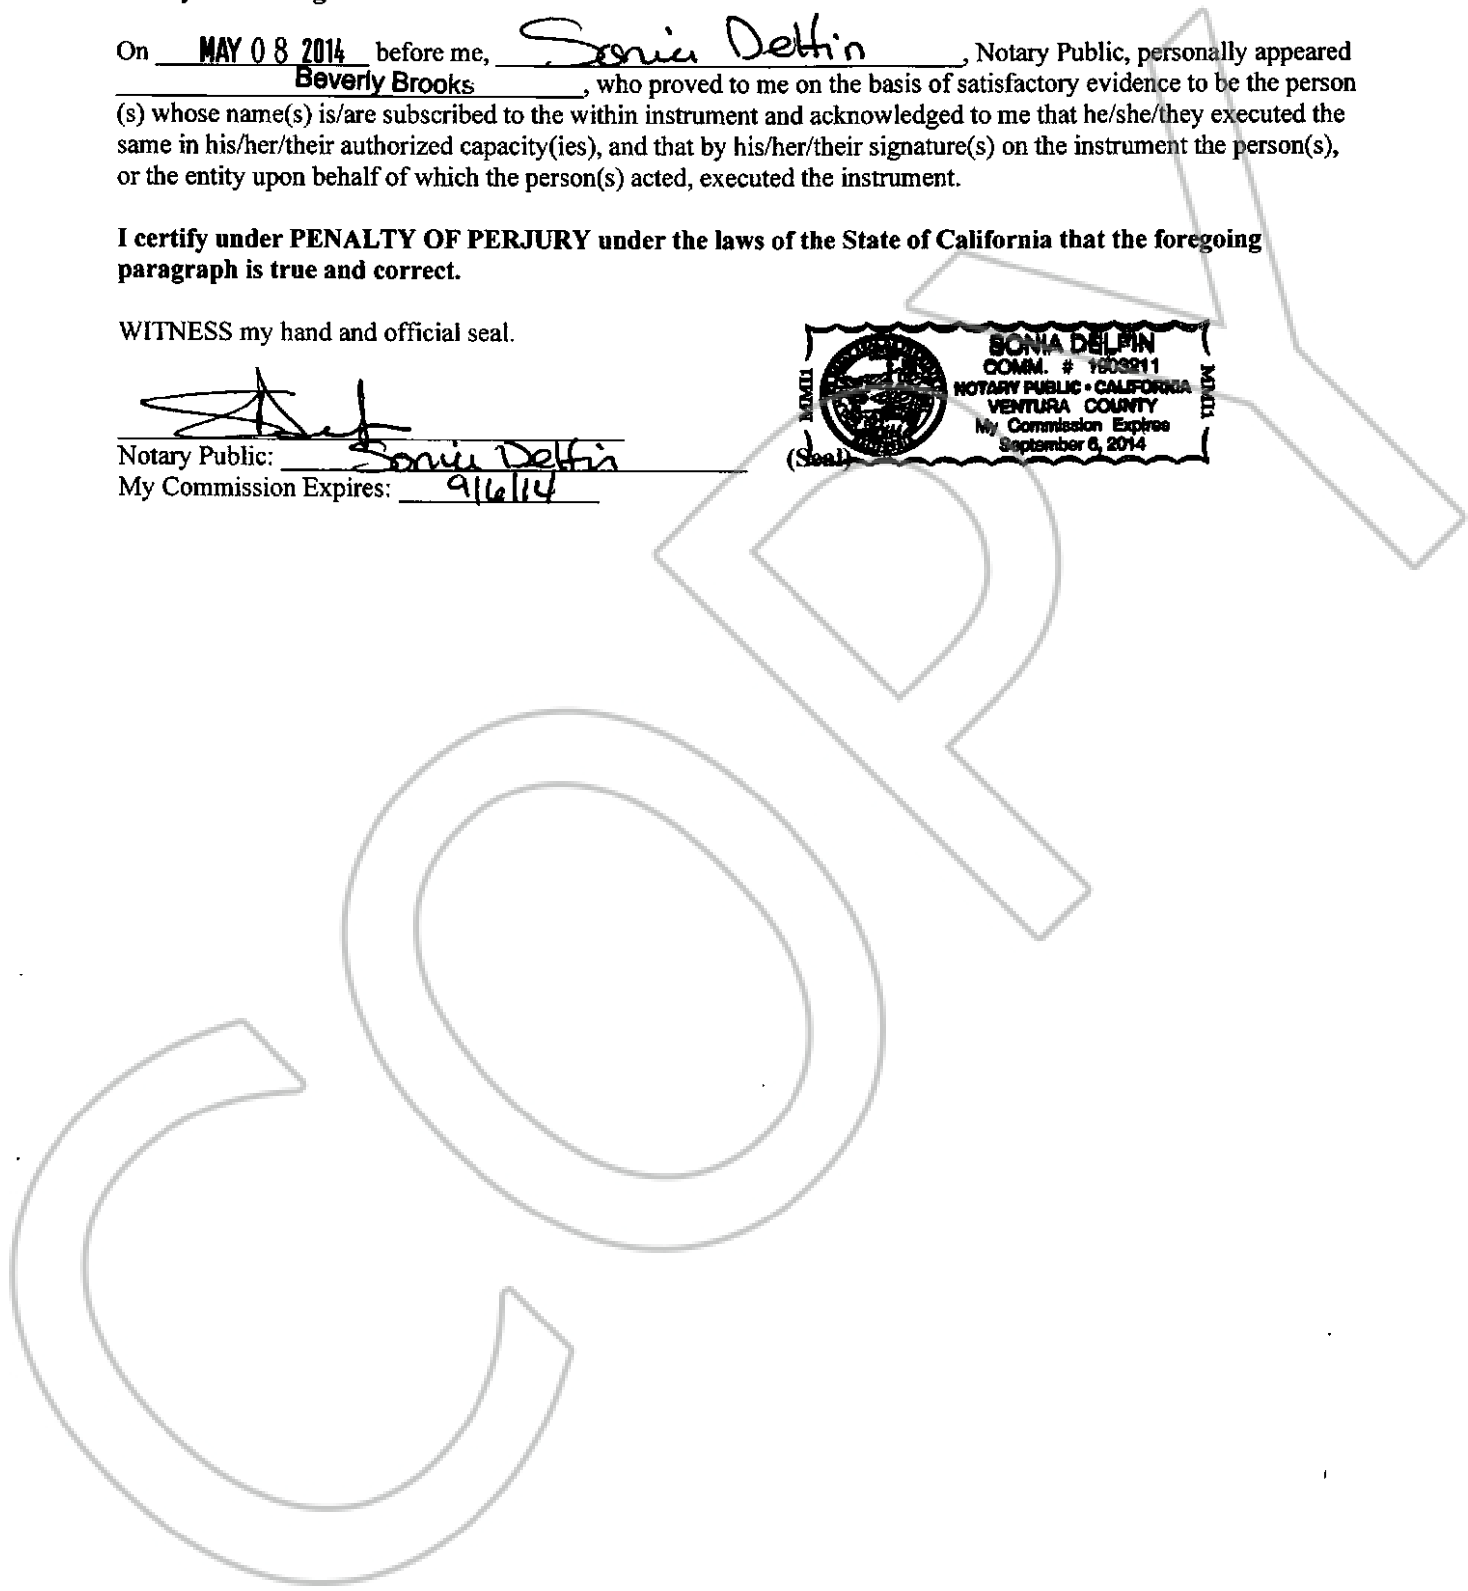 On MAY 08 2014 before me, Sonia Delfin, Notary Public, personally appeared
Beverly Brooks, who proved to me on the basis of satisfactory evidence to be the person
(s) whose name(s) is/are subscribed to the within instrument and acknowledged to me that he/she/they executed the
same in his/her/their authorized capacity(ies), and that by his/her/their signature(s) on the instrument the person(s),
or the entity upon behalf of which the person(s) acted, executed the instrument.
I certify under PENALTY OF PERJURY under the laws of the State of California that the foregoing
paragraph is true and correct.
WITNESS my hand and official seal.
SONIA DELFIN
COMM. # 1903211
NOTARY PUBLIC • CALIFORNIA
VENTURA COUNTY
My Commission Expires
September 6, 2014
MMI1
MMI1
(Seal)
Notary Public: Sonia Delfin
My Commission Expires: 9/6/14
COPY